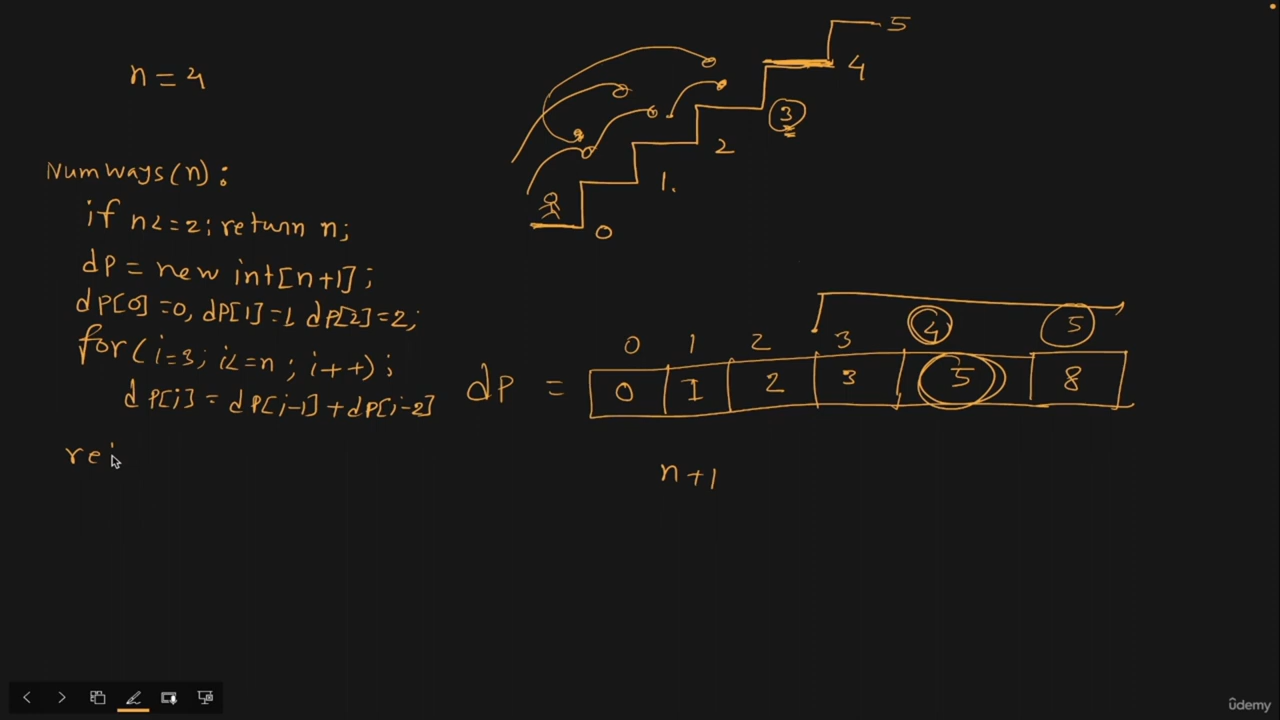 n = 4
NumWays(n):
if n<=2; return n;
dp = new int[n+1];
dp[0]=0, dp[1]=1 dp[2]=2;
for(i=3; i<=n; i++);
dp[i] = dp[i-1]+dp[i-2]
re
5
4
3
2
1.
0
0 1 2 3 4 5
dp = 0 1 2 3 5 8
n+1
ûdemy